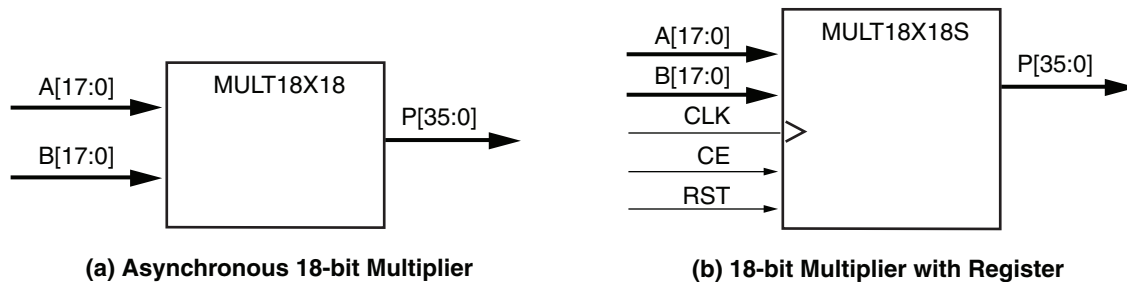 A[17:0]
B[17:0]
MULT18X18
P[35:0]
(a) Asynchronous 18-bit Multiplier
A[17:0]
B[17:0]
CLK
CE
RST
MULT18X18S
P[35:0]
(b) 18-bit Multiplier with Register